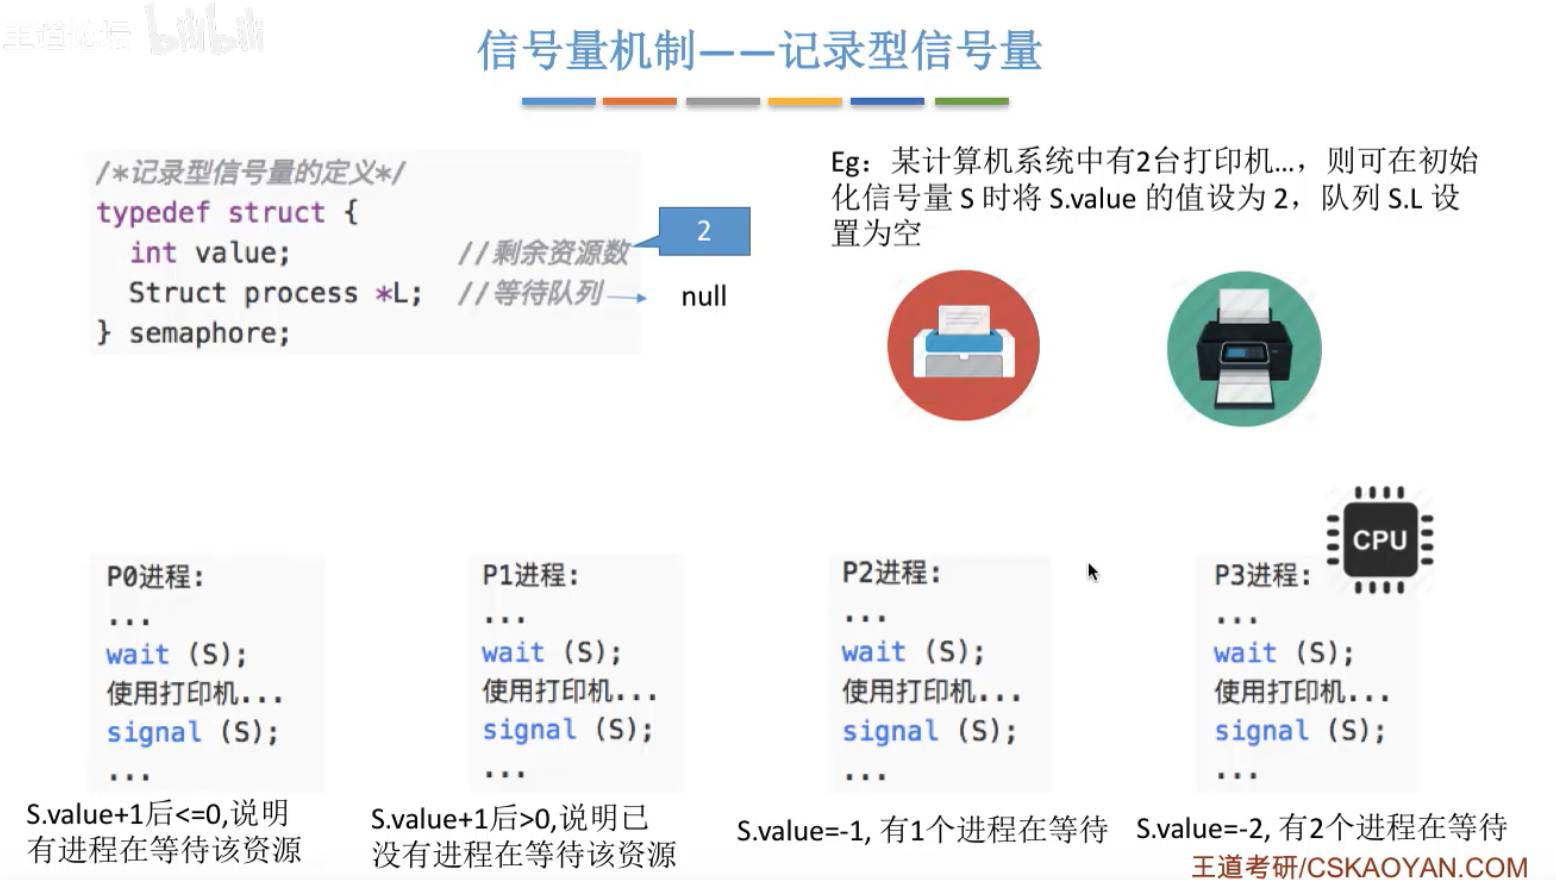 王道论坛 bilibili
信号量机制——记录型信号量
/*记录型信号量的定义*/
typedef struct {
int value; //剩余资源数
Struct process *L; //等待队列
} semaphore;
2
null
Eg：某计算机系统中有2台打印机…，则可在初始
化信号量 S 时将 S.value 的值设为 2，队列 S.L 设
置为空
CPU
P0进程:
...
wait (S);
使用打印机...
signal (S);
...
S.value+1后<=0,说明
有进程在等待该资源
P1进程:
...
wait (S);
使用打印机...
signal (S);
...
S.value+1后>0,说明已
没有进程在等待该资源
P2进程:
...
wait (S);
使用打印机...
signal (S);
...
S.value=-1, 有1个进程在等待
P3进程:
...
wait (S);
使用打印机...
signal (S);
...
S.value=-2, 有2个进程在等待
王道考研/CSKAOYAN.COM